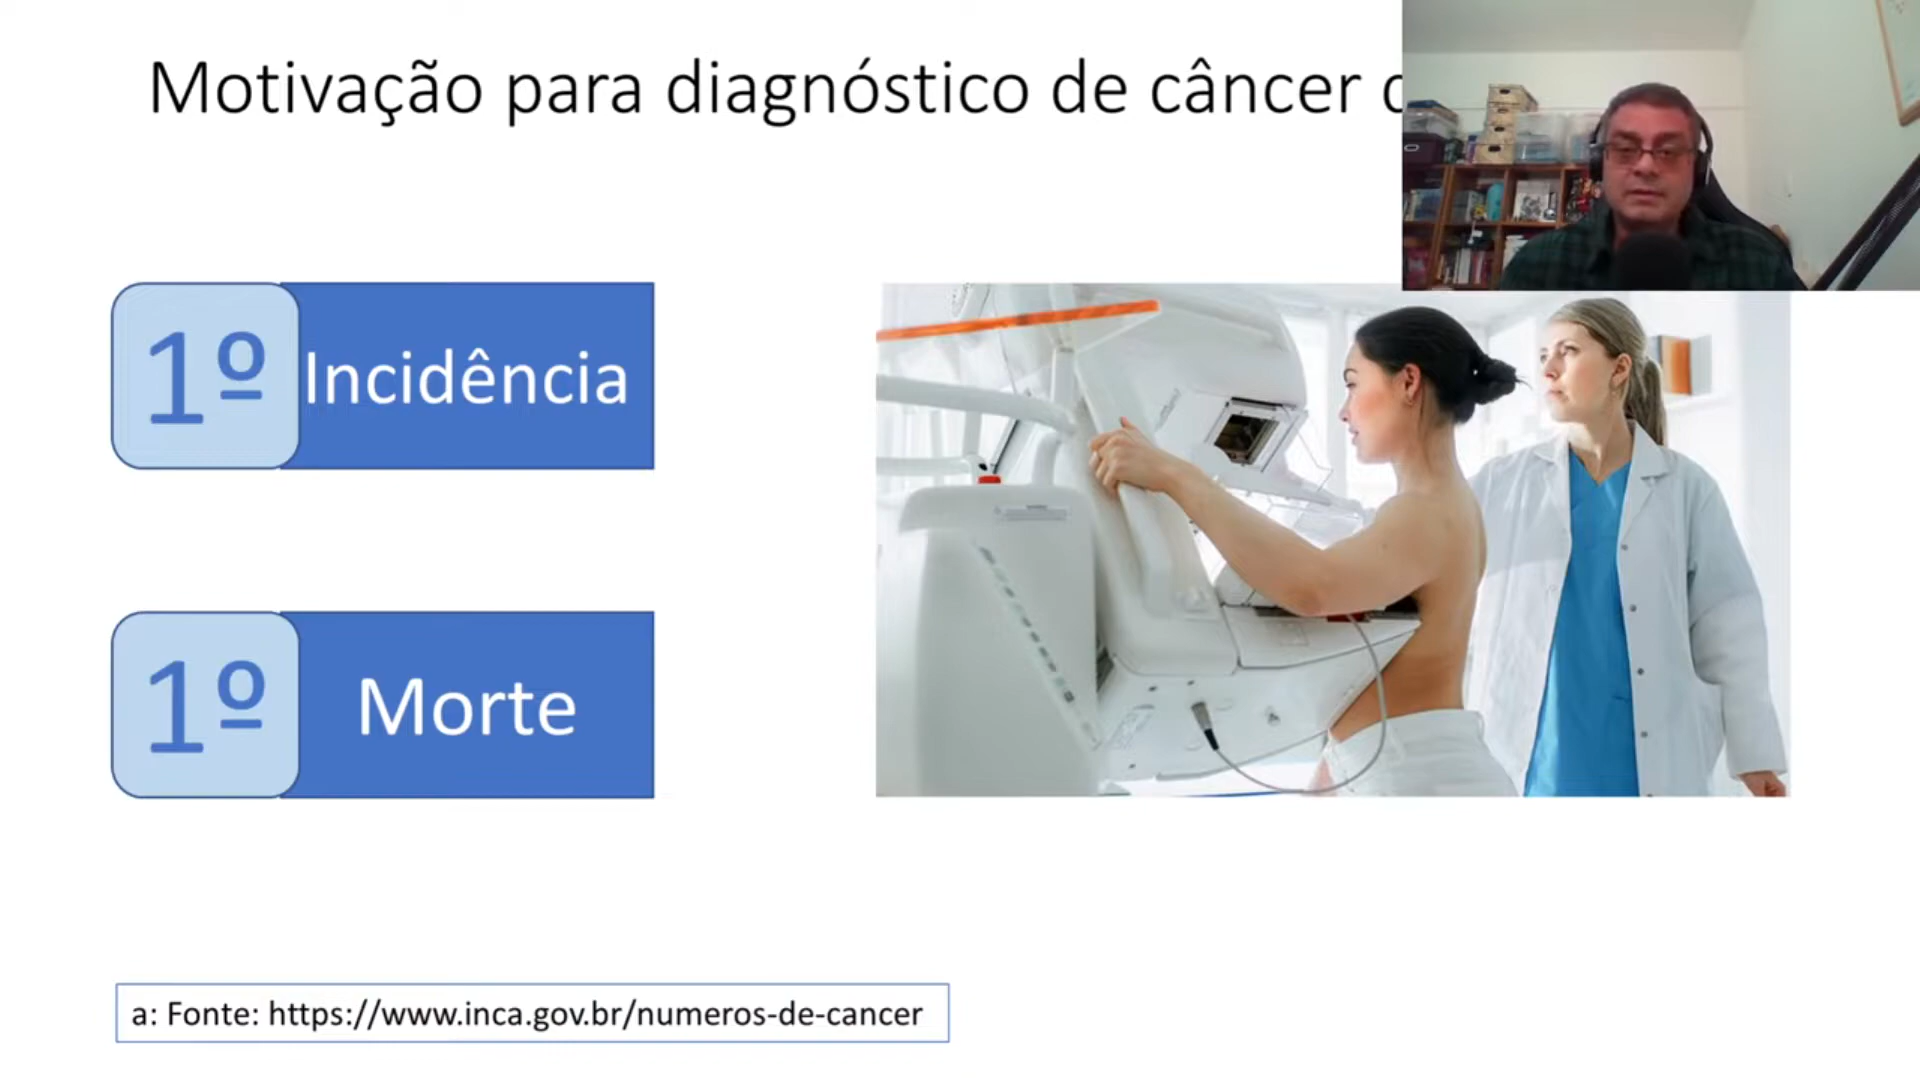 Motivação para diagnóstico de câncer
1º Incidência
1º Morte
a: Fonte: https://www.inca.gov.br/numeros-de-cancer